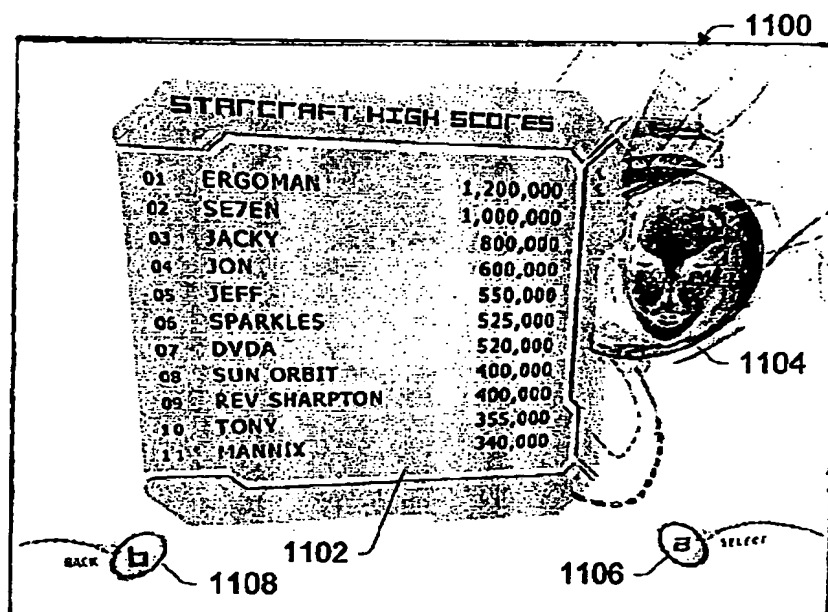 1100
STARCRAFT HIGH SCORES
01 ERGOMAN 1,200,000
02 SE7EN 1,000,000
03 JACKY 800,000
04 JON 600,000
05 JEFF 550,000
06 SPARKLES 525,000
07 DVDA 520,000
08 SUN ORBIT 400,000
09 REV SHARPTON 400,000
10 TONY 355,000
11 MANNIX 340,000
1104
BACK b 1108
1102
1106 a SELECT